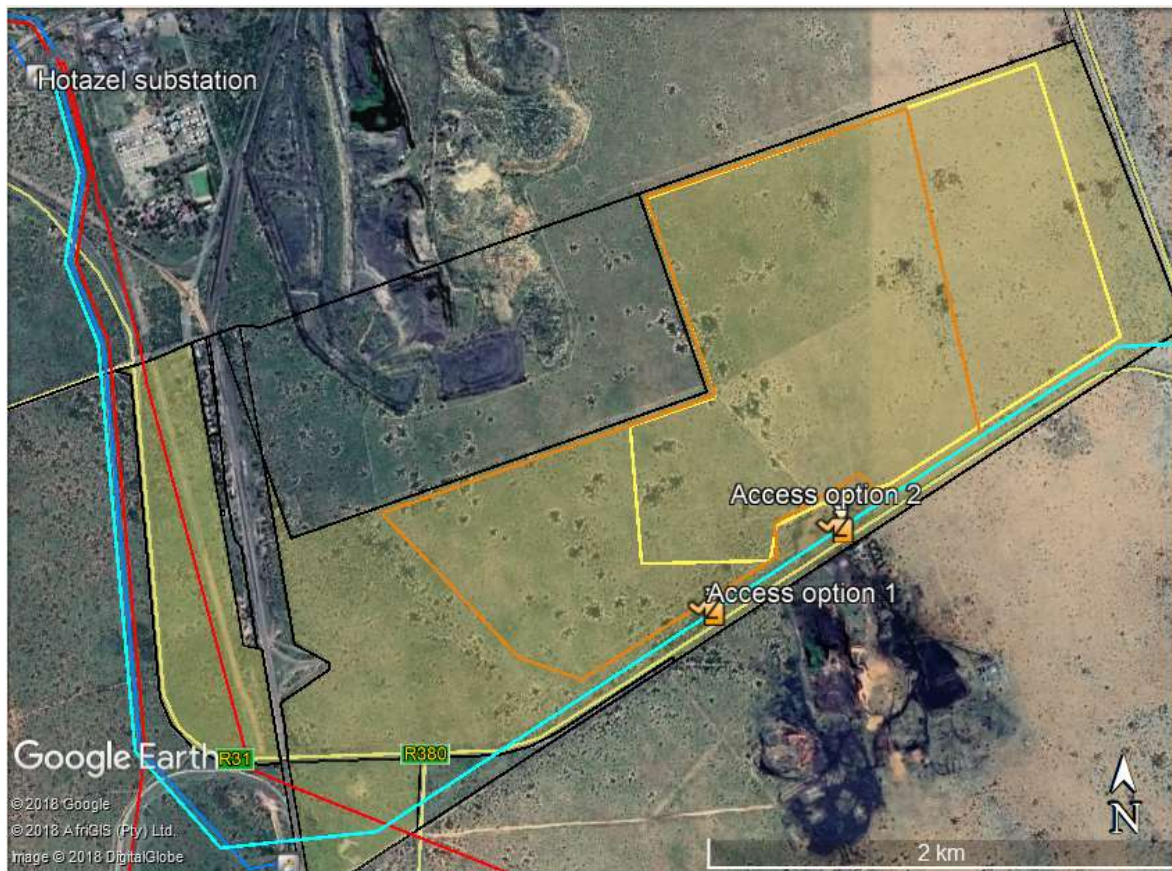 Hotazel substation
Access option 2
Access option 1
Google Earth
R31
R380
© 2018 Google
© 2018 AfriGIS (Pty) Ltd.
Image © 2018 DigitalGlobe
N
2 km